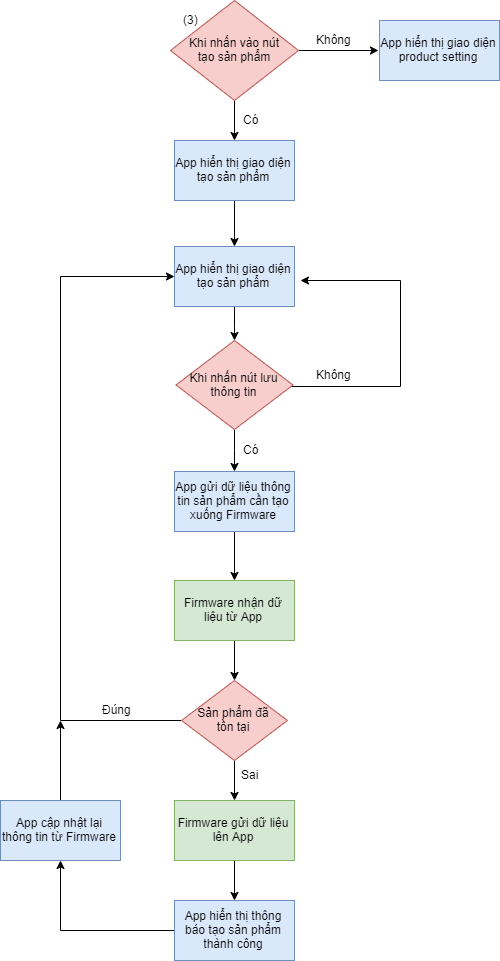 (3)
Khi nhấn vào nút
tạo sản phẩm
Không
App hiển thị giao diện
product setting
Có
App hiển thị giao diện
tạo sản phẩm
App hiển thị giao diện
tạo sản phẩm
Khi nhấn nút lưu
thông tin
Không
Có
App gửi dữ liệu thông
tin sản phẩm cần tạo
xuống Firmware
Firmware nhận dữ
liệu từ App
Sản phẩm đã
tồn tại
Đúng
Sai
App cập nhật lại
thông tin từ Firmware
Firmware gửi dữ liệu
lên App
App hiển thị thông
báo tạo sản phẩm
thành công